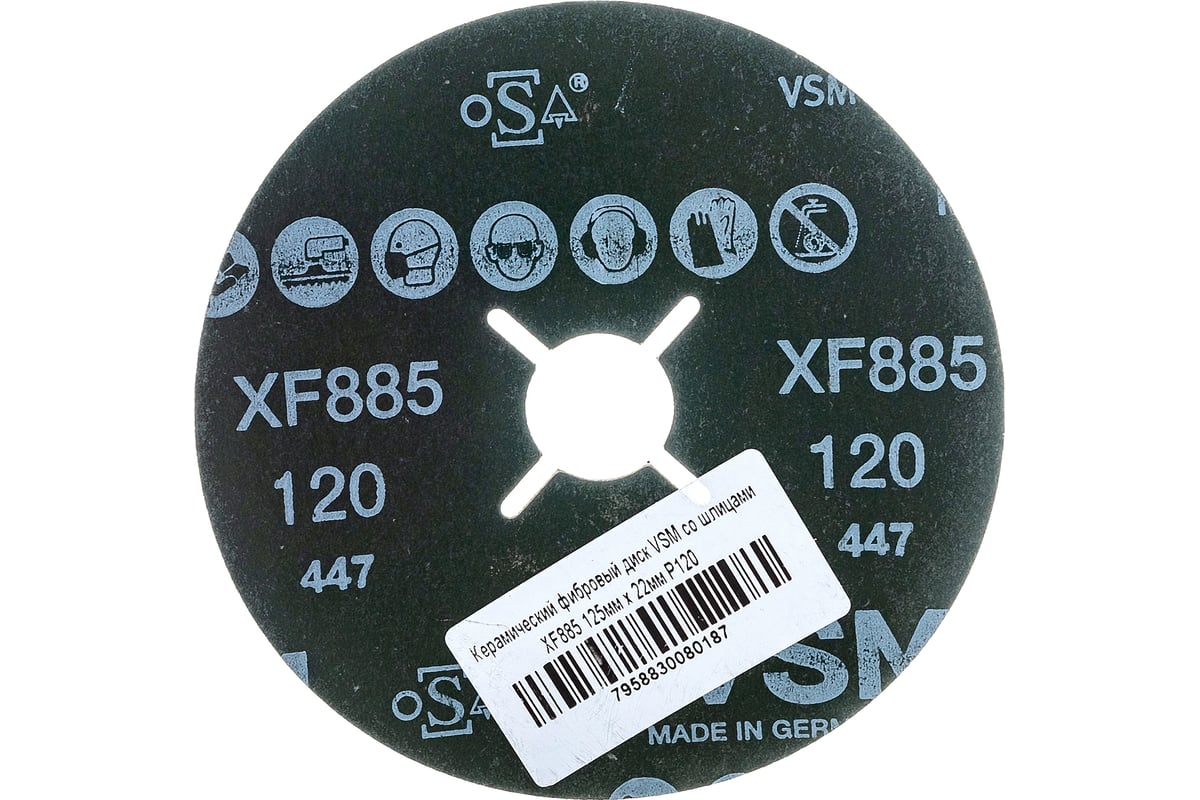 oSa®
VSM
XF885
XF885
120
120
447
447
Керамический фибровый диск VSM со шлицами
XF885 125мм x 22мм P120
7958830080187
oSa
VSM
MADE IN GERM